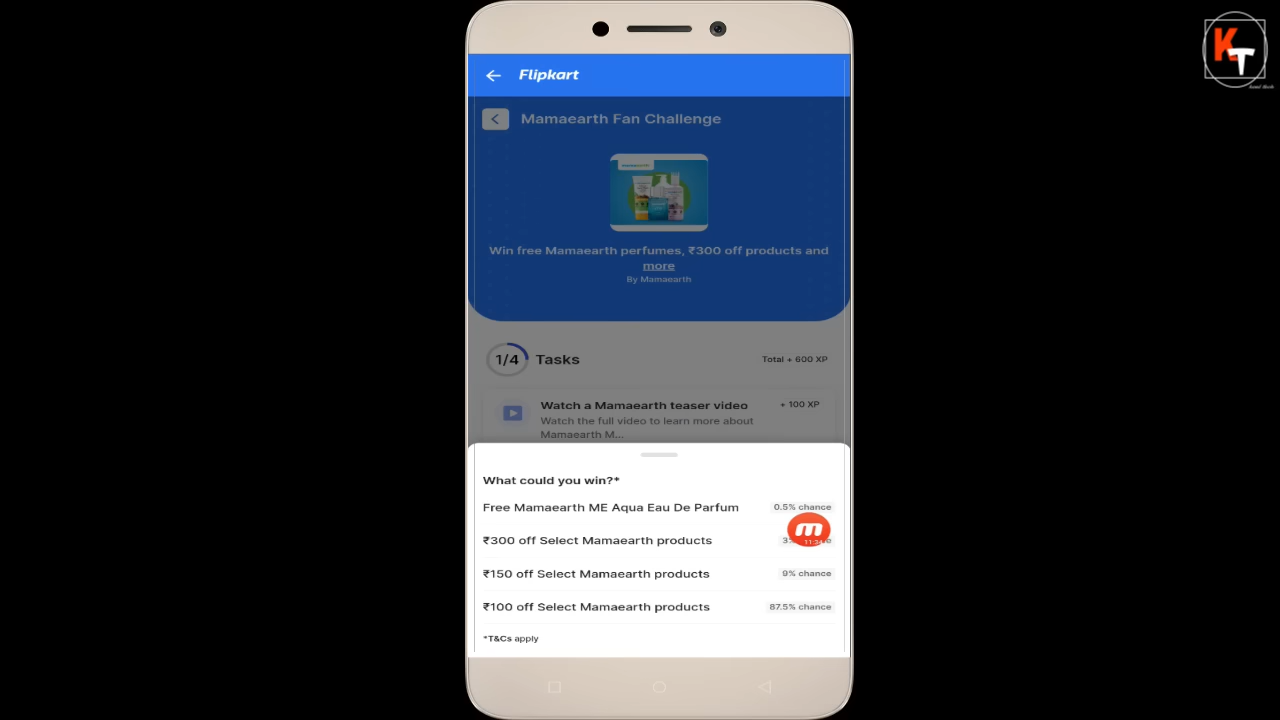 KT
Flipkart
Mamaearth Fan Challenge
Win free Mamaearth perfumes, ₹300 off products and
more
By Mamaearth
1/4 Tasks Total + 600 XP
Watch a Mamaearth teaser video + 100 XP
Watch the full video to learn more about
Mamaearth M...
What could you win?*
Free Mamaearth ME Aqua Eau De Parfum 0.5% chance
₹300 off Select Mamaearth products
₹150 off Select Mamaearth products 9% chance
₹100 off Select Mamaearth products 87.5% chance
*T&Cs apply